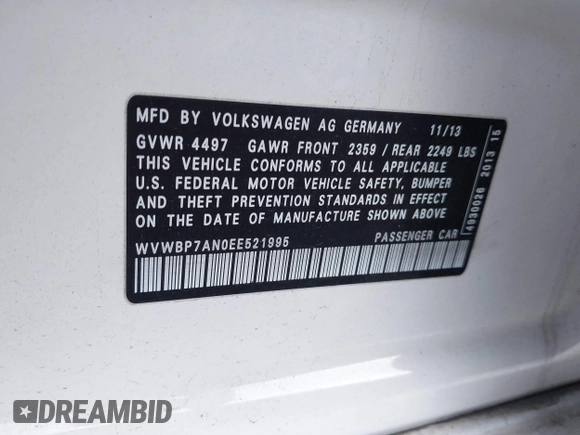 MFD BY VOLKSWAGEN AG GERMANY 11/13
GVWR 4497 GAWR FRONT 2359 / REAR 2249 LBS
THIS VEHICLE CONFORMS TO ALL APPLICABLE
U.S. FEDERAL MOTOR VEHICLE SAFETY, BUMPER
AND THEFT PREVENTION STANDARDS IN EFFECT
ON THE DATE OF MANUFACTURE SHOWN ABOVE
WVWBP7AN0EE521995 PASSENGER CAR
4930026 2013 15
DREAMBID